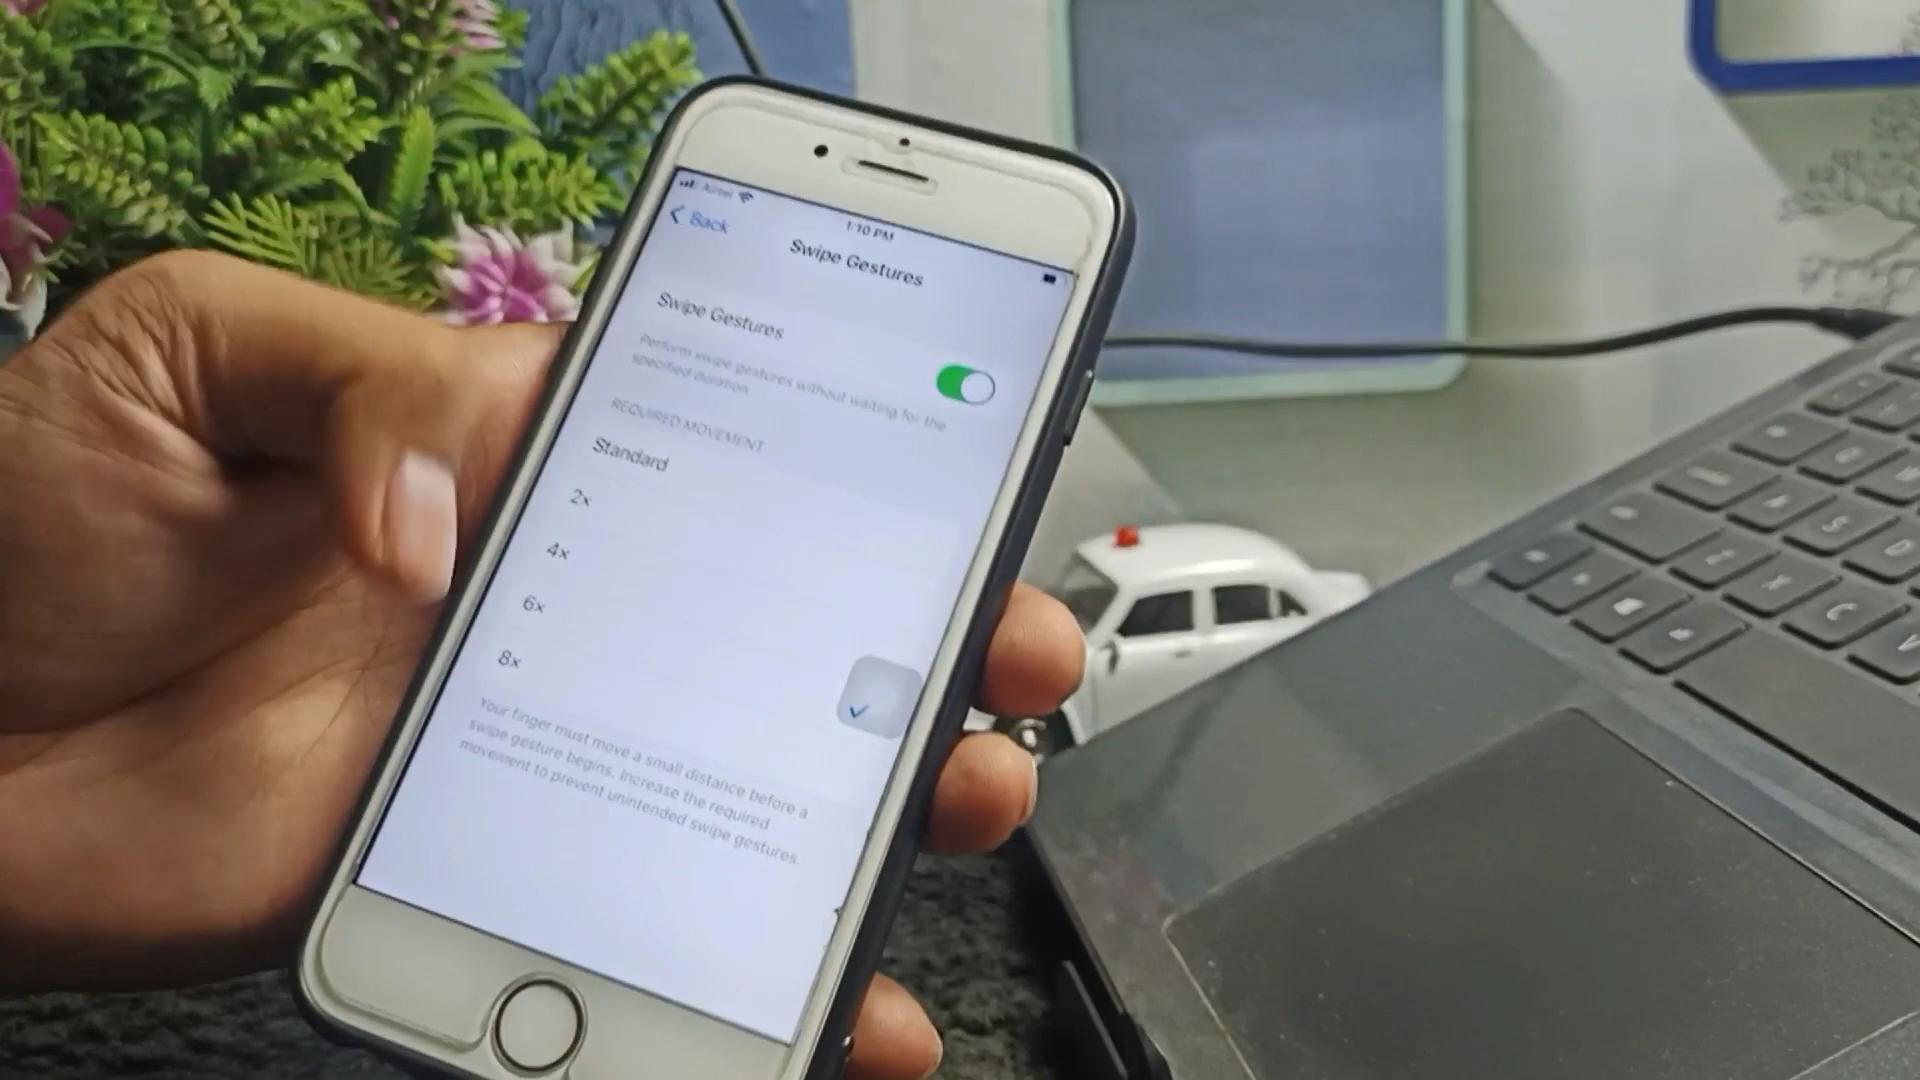 Airtel
1:10 PM
Back
Swipe Gestures
Swipe Gestures
Perform swipe gestures without waiting for the
specified duration.
REQUIRED MOVEMENT
Standard
2x
4x
6x
8x
Your finger must move a small distance before a
swipe gesture begins. Increase the required
movement to prevent unintended swipe gestures.
A
S
D
Z
X
C
V